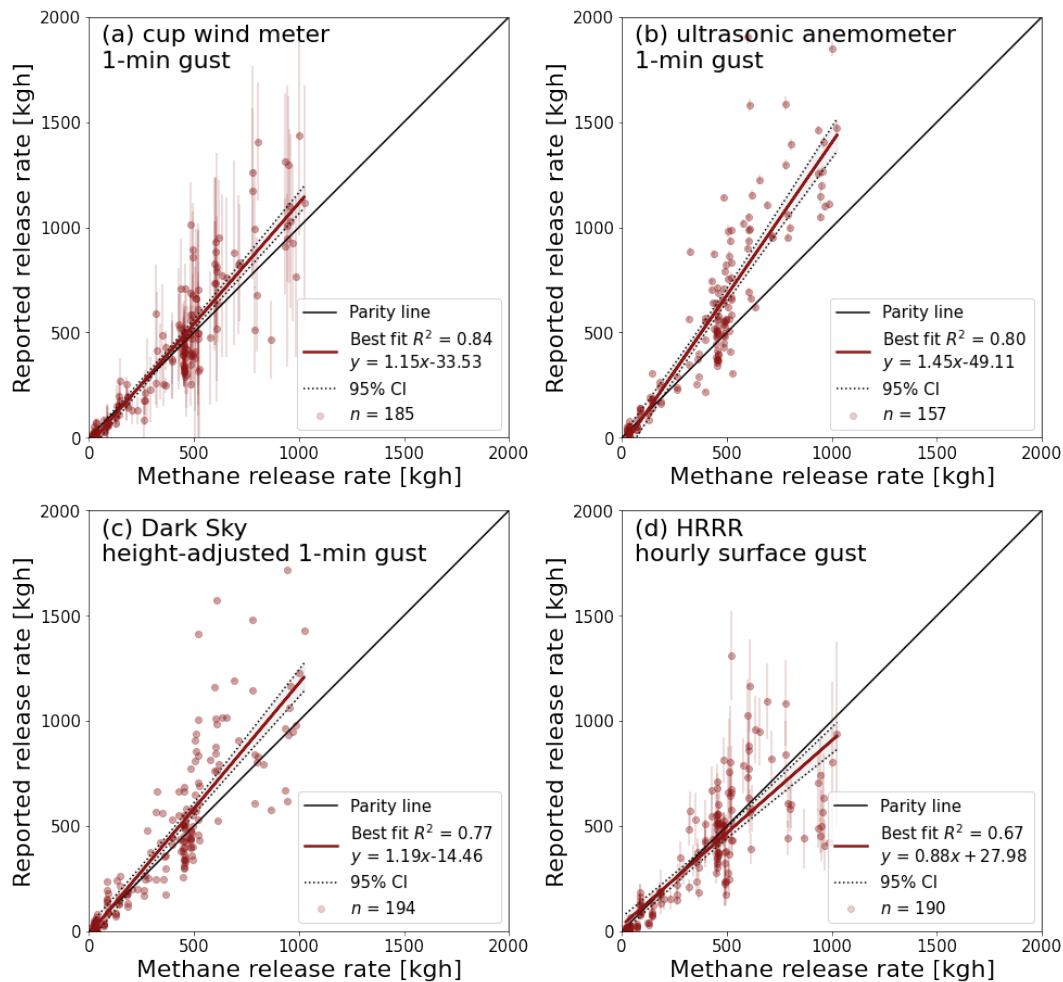 (a) cup wind meter
1-min gust
Reported release rate [kgh]
2000
1500
1000
500
0
Parity line
Best fit R² = 0.84
y = 1.15x-33.53
95% CI
n = 185
0 500 1000 1500 2000
Methane release rate [kgh]
(b) ultrasonic anemometer
1-min gust
Reported release rate [kgh]
2000
1500
1000
500
0
Parity line
Best fit R² = 0.80
y = 1.45x-49.11
95% CI
n = 157
0 500 1000 1500 2000
Methane release rate [kgh]
(c) Dark Sky
height-adjusted 1-min gust
Reported release rate [kgh]
2000
1500
1000
500
0
Parity line
Best fit R² = 0.77
y = 1.19x-14.46
95% CI
n = 194
0 500 1000 1500 2000
Methane release rate [kgh]
(d) HRRR
hourly surface gust
Reported release rate [kgh]
2000
1500
1000
500
0
Parity line
Best fit R² = 0.67
y = 0.88x + 27.98
95% CI
n = 190
0 500 1000 1500 2000
Methane release rate [kgh]